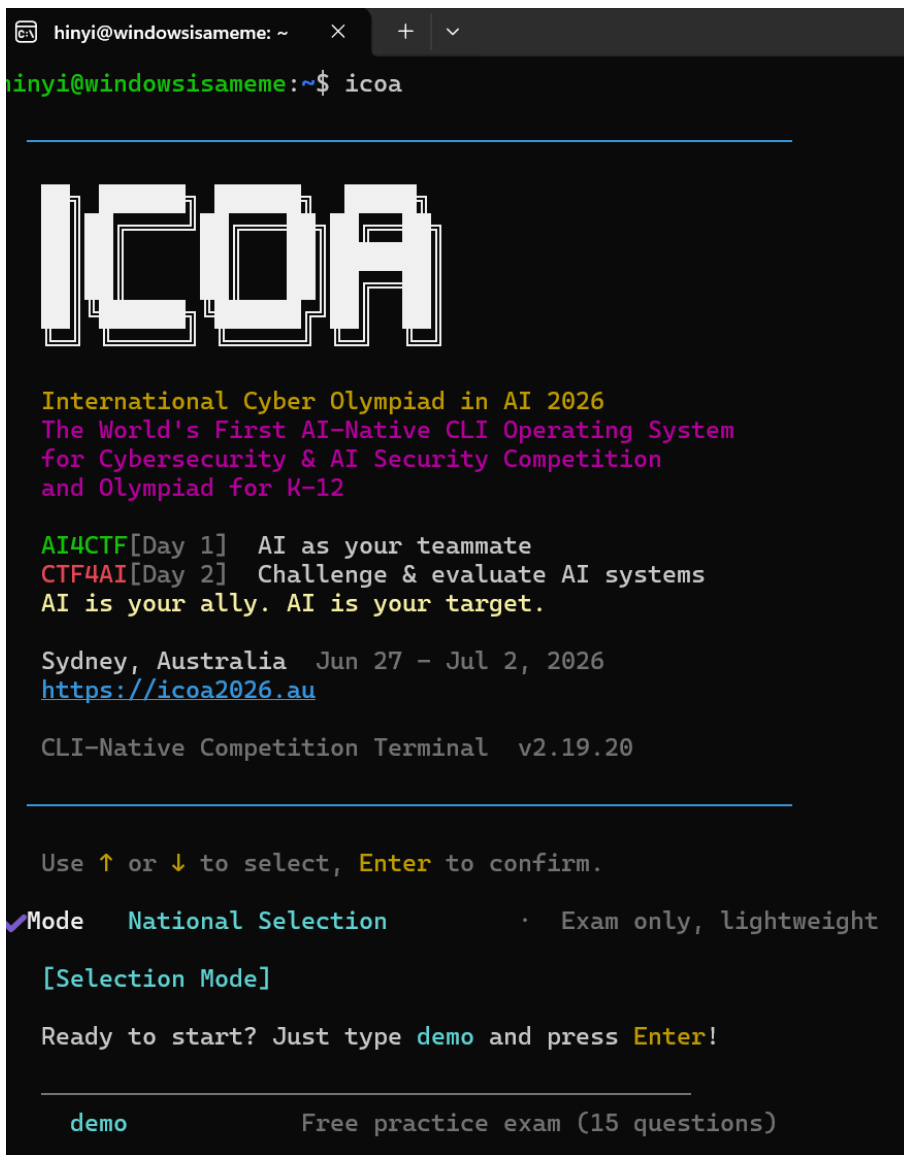 hinyi@windowsisameme: ~
hinyi@windowsisameme:~$ icoa
ICOA
International Cyber Olympiad in AI 2026
The World's First AI-Native CLI Operating System
for Cybersecurity & AI Security Competition
and Olympiad for K-12
AI4CTF[Day 1]  AI as your teammate
CTF4AI[Day 2]  Challenge & evaluate AI systems
AI is your ally. AI is your target.
Sydney, Australia  Jun 27 – Jul 2, 2026
https://icoa2026.au
CLI-Native Competition Terminal  v2.19.20
Use ↑ or ↓ to select, Enter to confirm.
✔Mode   National Selection   ·  Exam only, lightweight
[Selection Mode]
Ready to start? Just type demo and press Enter!
demo   Free practice exam (15 questions)